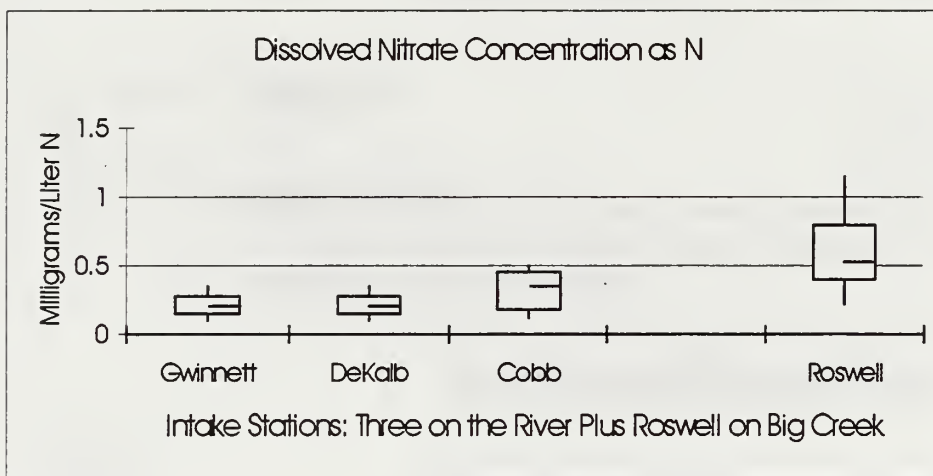 Dissolved Nitrate Concentration as N
Milligrams/Liter N
1.5
1
0.5
0
Gwinnett DeKalb Cobb Roswell
Intake Stations: Three on the River Plus Roswell on Big Creek